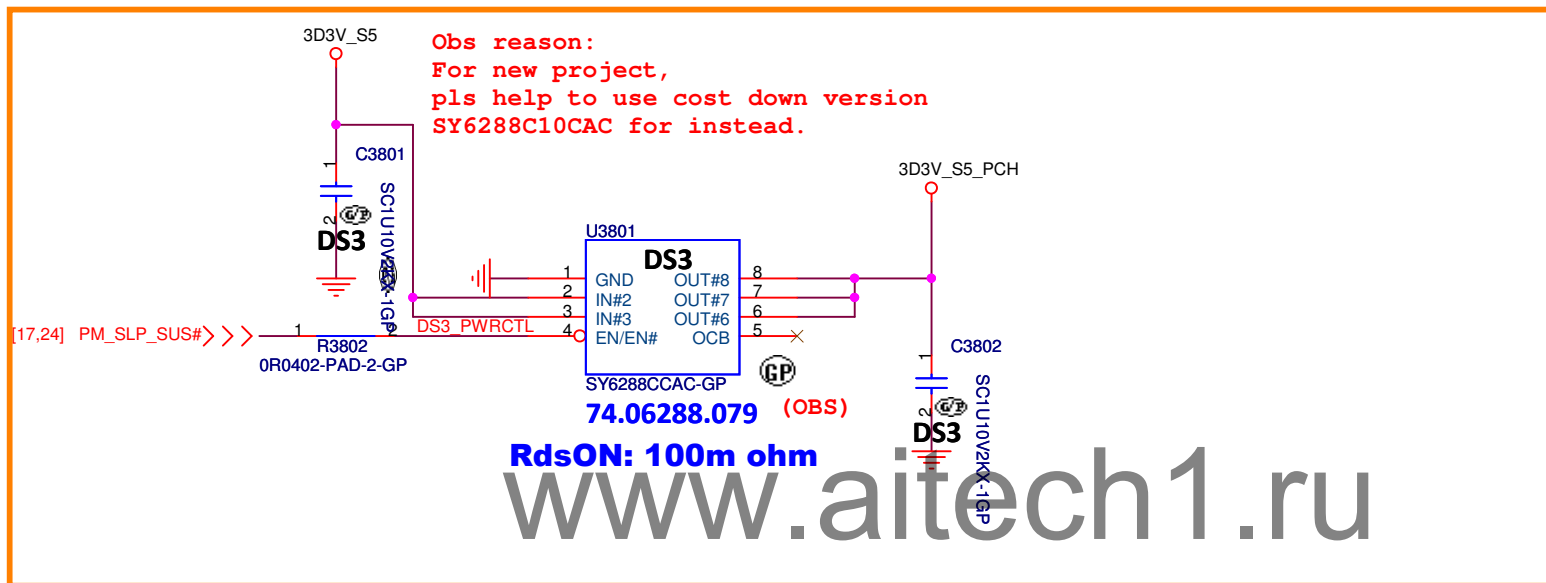 3D3V_S5
Obs reason:
For new project,
pls help to use cost down version
SY6288C10CAC for instead.
C3801
1
2
SC1U10V2KX-1GP
G/P
DS3
3D3V_S5_PCH
U3801
DS3
1 GND OUT#8 8
2 IN#2 OUT#7 7
3 IN#3 OUT#6 6
4 EN/EN# OCB 5
[17,24] PM_SLP_SUS#
1 2
DS3_PWRCTL
R3802
0R0402-PAD-2-GP
SY6288CCAC-GP
GP
74.06288.079
(OBS)
RdsON: 100m ohm
C3802
1
2
SC1U10V2KX-1GP
G/P
DS3
www.aitech1.ru